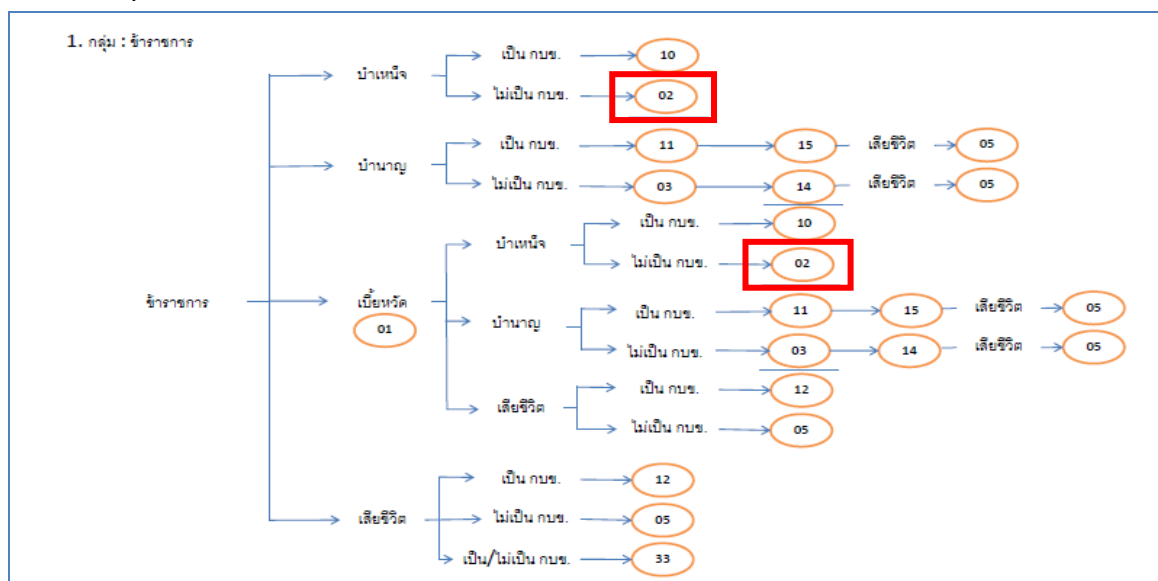 1. กลุ่ม : ข้าราชการ
เป็น กบข. 10
บำเหน็จ
ไม่เป็น กบข. 02
เป็น กบข. 11 15 เสียชีวิต 05
บำนาญ
ไม่เป็น กบข. 03 14 เสียชีวิต 05
เป็น กบข. 10
บำเหน็จ
ไม่เป็น กบข. 02
ข้าราชการ เบี้ยหวัด
01
เป็น กบข. 11 15 เสียชีวิต 05
บำนาญ
ไม่เป็น กบข. 03 14 เสียชีวิต 05
เป็น กบข. 12
เสียชีวิต
ไม่เป็น กบข. 05
เป็น กบข. 12
เสียชีวิต ไม่เป็น กบข. 05
เป็น/ไม่เป็น กบข. 33